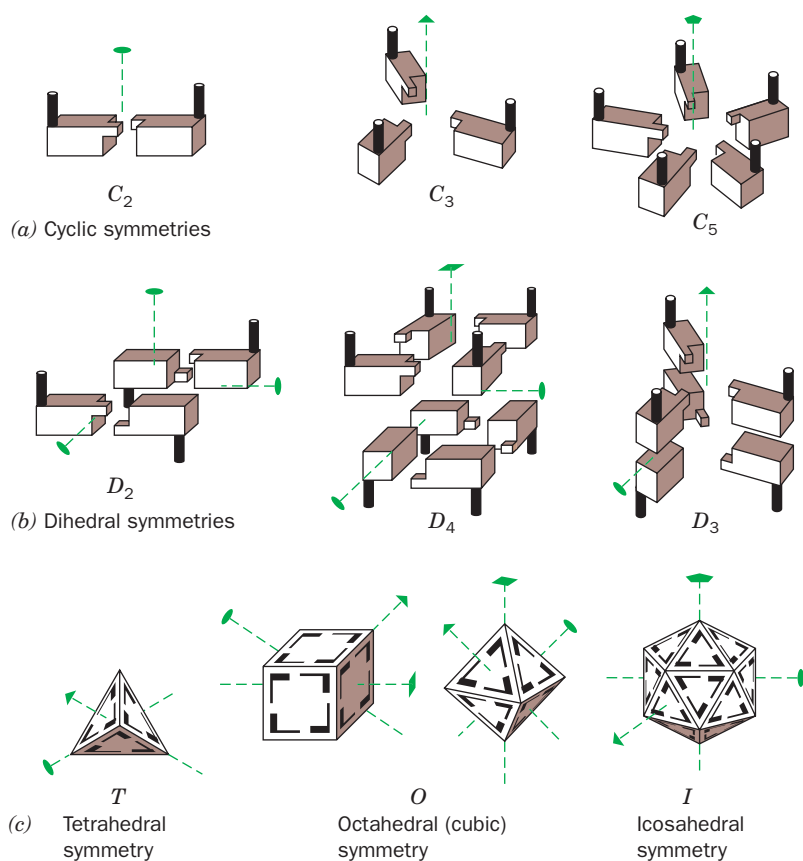 C2 C3 C5
(a) Cyclic symmetries
D2 D4 D3
(b) Dihedral symmetries
T O I
(c) Tetrahedral symmetry Octahedral (cubic) symmetry Icosahedral symmetry